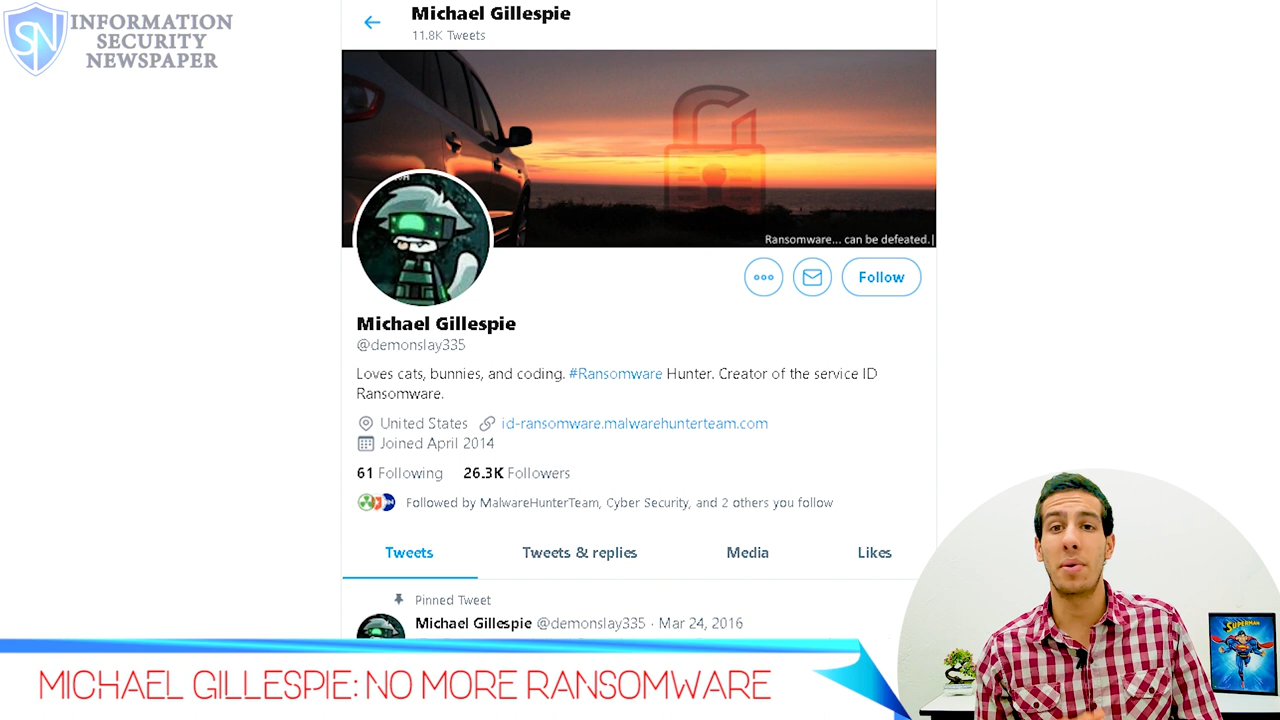 INFORMATION
SECURITY
NEWSPAPER
SN
Michael Gillespie
11.8K Tweets
Ransomware... can be defeated.|
Follow
Michael Gillespie
@demonslay335
Loves cats, bunnies, and coding. #Ransomware Hunter. Creator of the service ID
Ransomware.
United States id-ransomware.malwarehunterteam.com
Joined April 2014
61 Following 26.3K Followers
Followed by MalwareHunterTeam, Cyber Security, and 2 others you follow
Tweets Tweets & replies Media Likes
Pinned Tweet
Michael Gillespie @demonslay335 · Mar 24, 2016
SUPERMAN
MICHAEL GILLESPIE: NO MORE RANSOMWARE